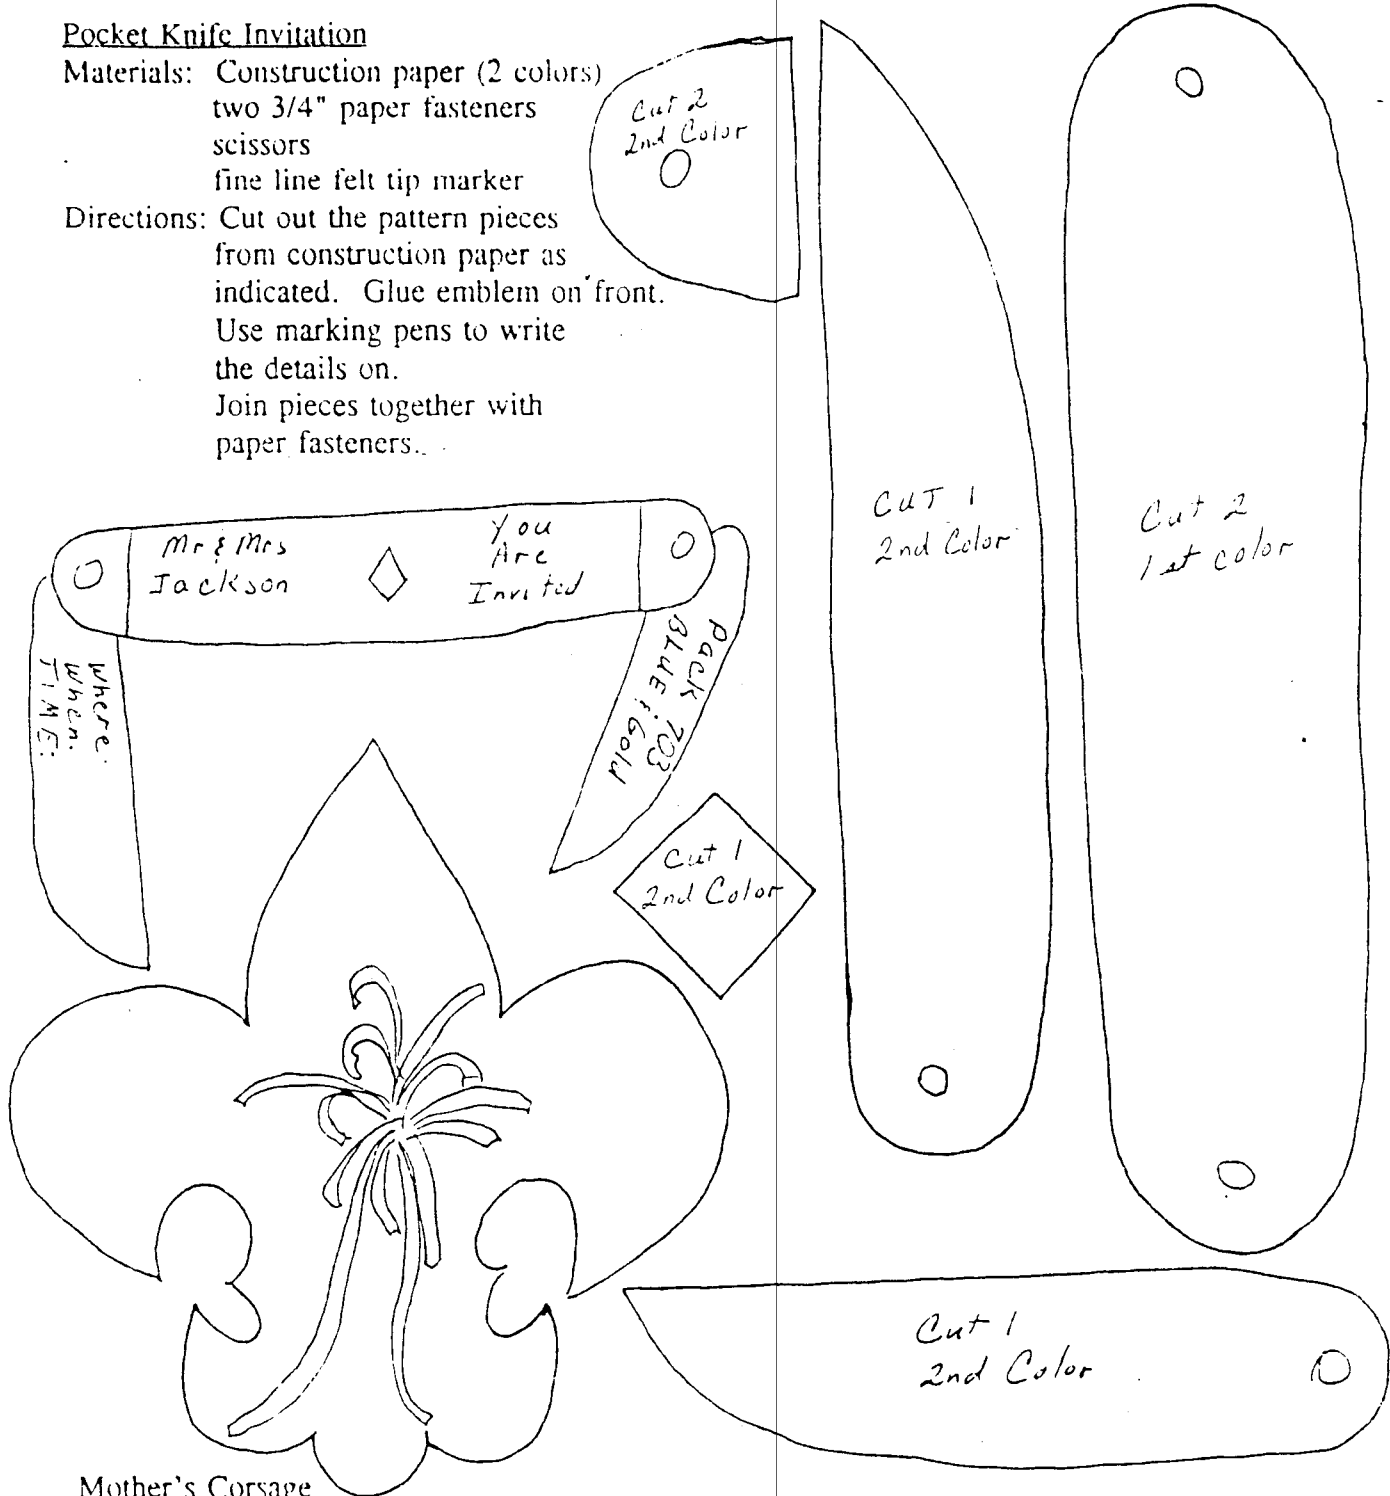 Pocket Knife Invitation
Materials: Construction paper (2 colors)
two 3/4" paper fasteners
scissors
fine line felt tip marker
Directions: Cut out the pattern pieces
from construction paper as
indicated. Glue emblem on front.
Use marking pens to write
the details on.
Join pieces together with
paper fasteners.
Cut 2
2nd Color
CUT 1
2nd Color
Cut 2
1st color
Mr & Mrs
Jackson
You
Are
Invited
Where:
When:
TIME:
Pack 703
BLUE & Gold
Cut 1
2nd Color
Cut 1
2nd Color
Mother's Corsage